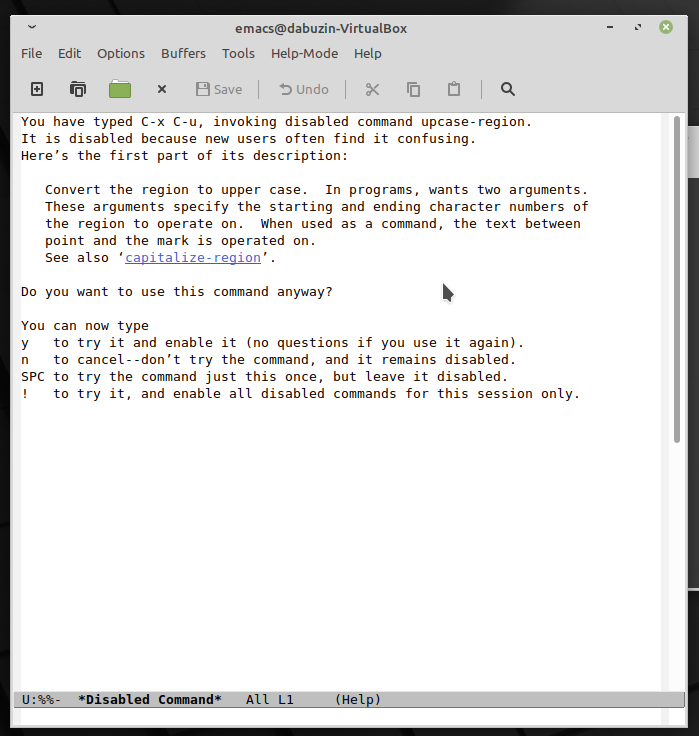 emacs@dabuzin-VirtualBox
File Edit Options Buffers Tools Help-Mode Help
Save Undo
You have typed C-x C-u, invoking disabled command upcase-region.
It is disabled because new users often find it confusing.
Here’s the first part of its description:
Convert the region to upper case.  In programs, wants two arguments.
These arguments specify the starting and ending character numbers of
the region to operate on.  When used as a command, the text between
point and the mark is operated on.
See also ‘capitalize-region’.
Do you want to use this command anyway?
You can now type
y   to try it and enable it (no questions if you use it again).
n   to cancel--don’t try the command, and it remains disabled.
SPC to try the command just this once, but leave it disabled.
!   to try it, and enable all disabled commands for this session only.
U:%%-  *Disabled Command*   All L1     (Help)